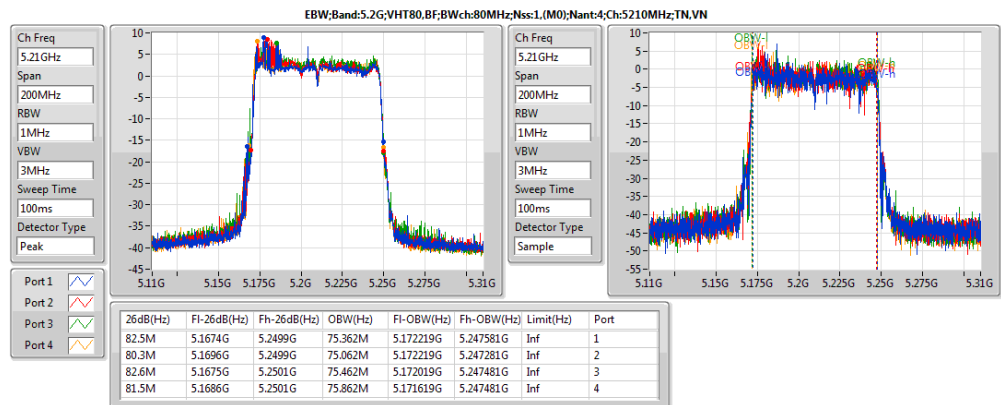 EBW;Band:5.2G;VHT80,BF;BWch:80MHz;Nss:1,(M0);Nant:4;Ch:5210MHz;TN,VN
Ch Freq
5.21GHz
Span
200MHz
RBW
1MHz
VBW
3MHz
Sweep Time
100ms
Detector Type
Peak
10
5
0
-5
-10
-15
-20
-25
-30
-35
-40
-45
5.11G 5.15G 5.175G 5.2G 5.225G 5.25G 5.275G 5.31G
Ch Freq
5.21GHz
Span
200MHz
RBW
1MHz
VBW
3MHz
Sweep Time
100ms
Detector Type
Sample
10
5
0
-5
-10
-15
-20
-25
-30
-35
-40
-45
-50
-55
OBW-l
5.11G 5.15G 5.175G 5.2G 5.225G 5.25G 5.275G 5.31G
Port 1
Port 2
Port 3
Port 4
26dB(Hz) Fl-26dB(Hz) Fh-26dB(Hz) OBW(Hz) Fl-OBW(Hz) Fh-OBW(Hz) Limit(Hz) Port
82.5M 5.1674G 5.2499G 75.362M 5.172219G 5.247581G Inf 1
80.3M 5.1696G 5.2499G 75.062M 5.172219G 5.247281G Inf 2
82.6M 5.1675G 5.2501G 75.462M 5.172019G 5.247481G Inf 3
81.5M 5.1686G 5.2501G 75.862M 5.171619G 5.247481G Inf 4